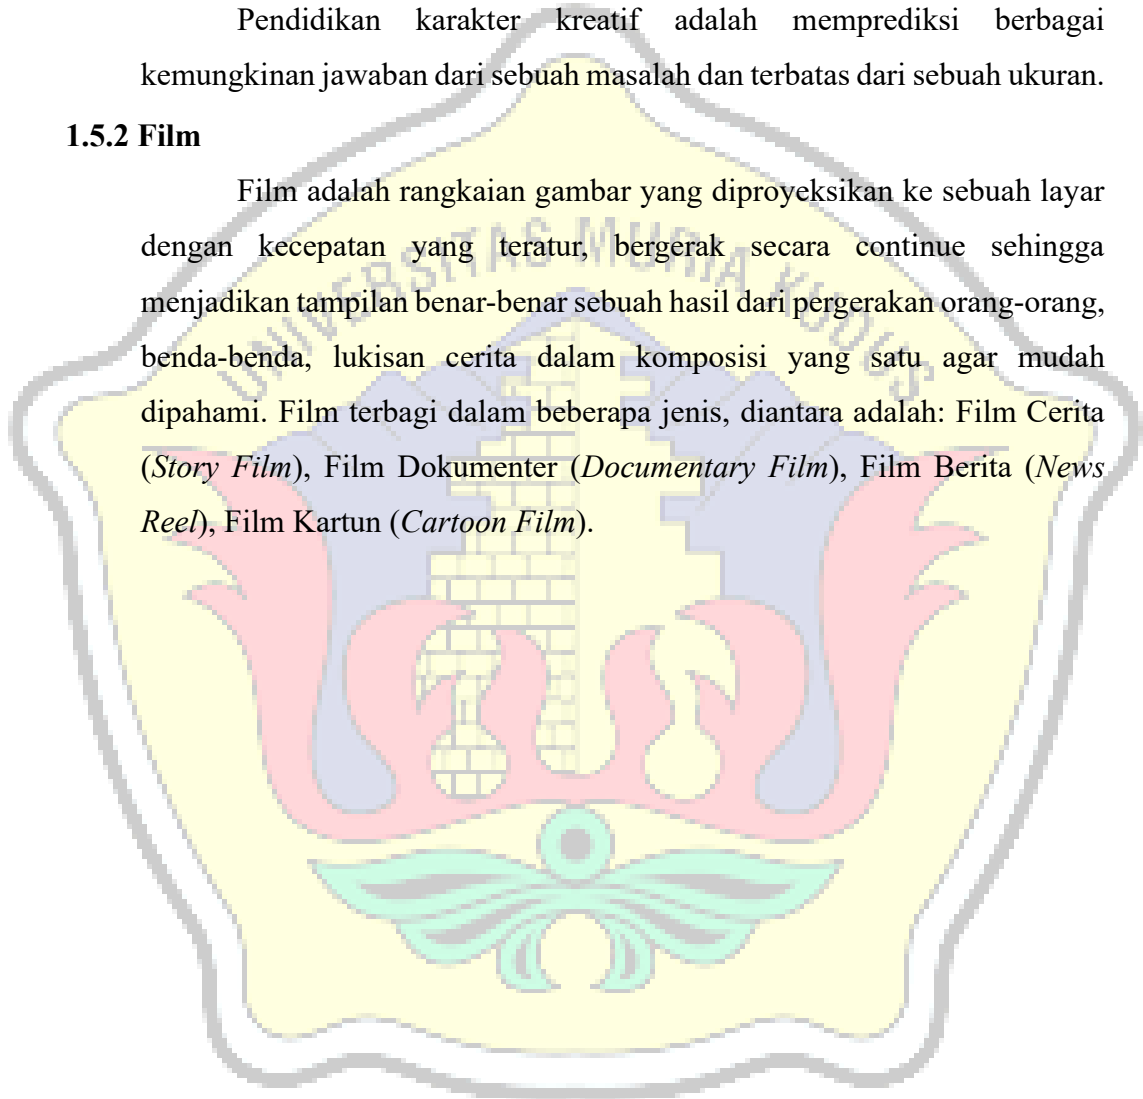 Pendidikan karakter kreatif adalah memprediksi berbagai
kemungkinan jawaban dari sebuah masalah dan terbatas dari sebuah ukuran.
1.5.2 Film
Film adalah rangkaian gambar yang diproyeksikan ke sebuah layar
dengan kecepatan yang teratur, bergerak secara continue sehingga
menjadikan tampilan benar-benar sebuah hasil dari pergerakan orang-orang,
benda-benda, lukisan cerita dalam komposisi yang satu agar mudah
dipahami. Film terbagi dalam beberapa jenis, diantara adalah: Film Cerita
(Story Film), Film Dokumenter (Documentary Film), Film Berita (News
Reel), Film Kartun (Cartoon Film).
UNIVERSITAS MURIA KUDUS